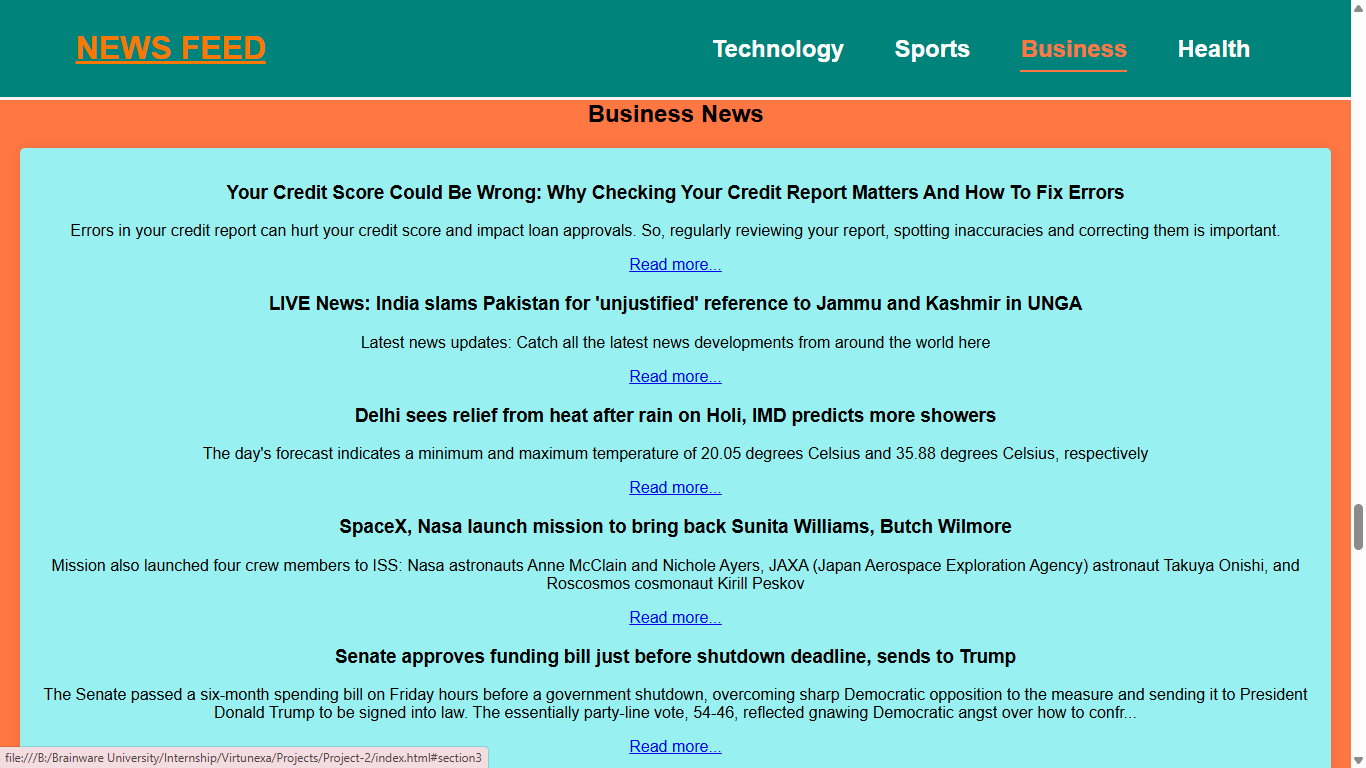 NEWS FEED
Technology
Sports
Business
Health
Business News
Your Credit Score Could Be Wrong: Why Checking Your Credit Report Matters And How To Fix Errors
Errors in your credit report can hurt your credit score and impact loan approvals. So, regularly reviewing your report, spotting inaccuracies and correcting them is important.
Read more...
LIVE News: India slams Pakistan for 'unjustified' reference to Jammu and Kashmir in UNGA
Latest news updates: Catch all the latest news developments from around the world here
Read more...
Delhi sees relief from heat after rain on Holi, IMD predicts more showers
The day's forecast indicates a minimum and maximum temperature of 20.05 degrees Celsius and 35.88 degrees Celsius, respectively
Read more...
SpaceX, Nasa launch mission to bring back Sunita Williams, Butch Wilmore
Mission also launched four crew members to ISS: Nasa astronauts Anne McClain and Nichole Ayers, JAXA (Japan Aerospace Exploration Agency) astronaut Takuya Onishi, and
Roscosmos cosmonaut Kirill Peskov
Read more...
Senate approves funding bill just before shutdown deadline, sends to Trump
The Senate passed a six-month spending bill on Friday hours before a government shutdown, overcoming sharp Democratic opposition to the measure and sending it to President
Donald Trump to be signed into law. The essentially party-line vote, 54-46, reflected gnawing Democratic angst over how to confr...
Read more...
file:///B:/Brainware University/Internship/Virtunexa/Projects/Project-2/index.html#section3